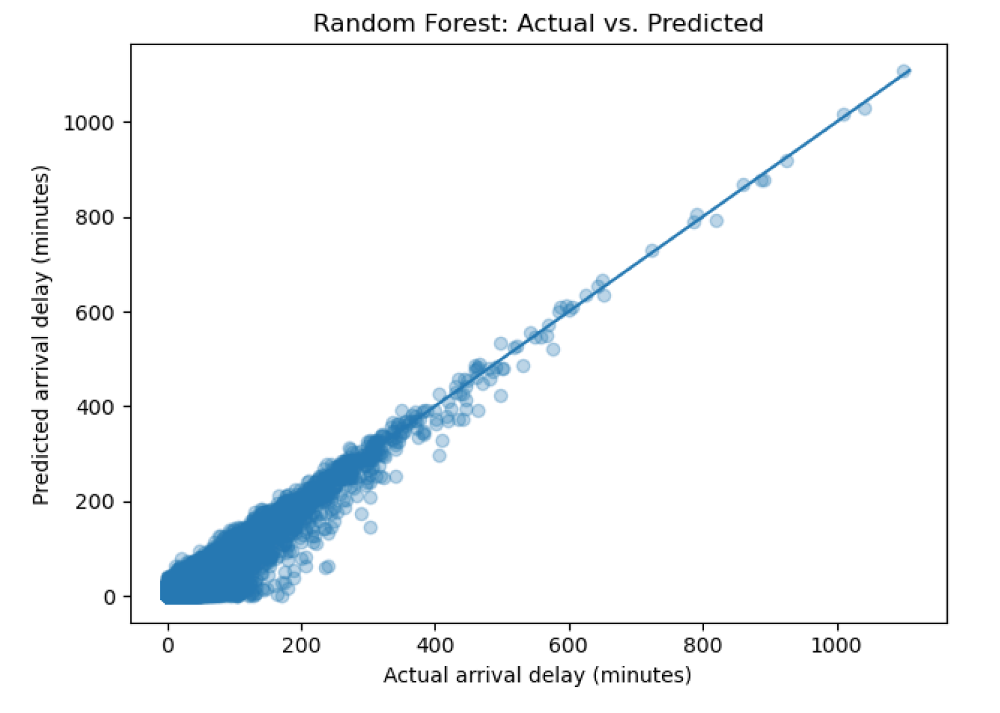 Random Forest: Actual vs. Predicted
Predicted arrival delay (minutes)
1000
800
600
400
200
0
0 200 400 600 800 1000
Actual arrival delay (minutes)